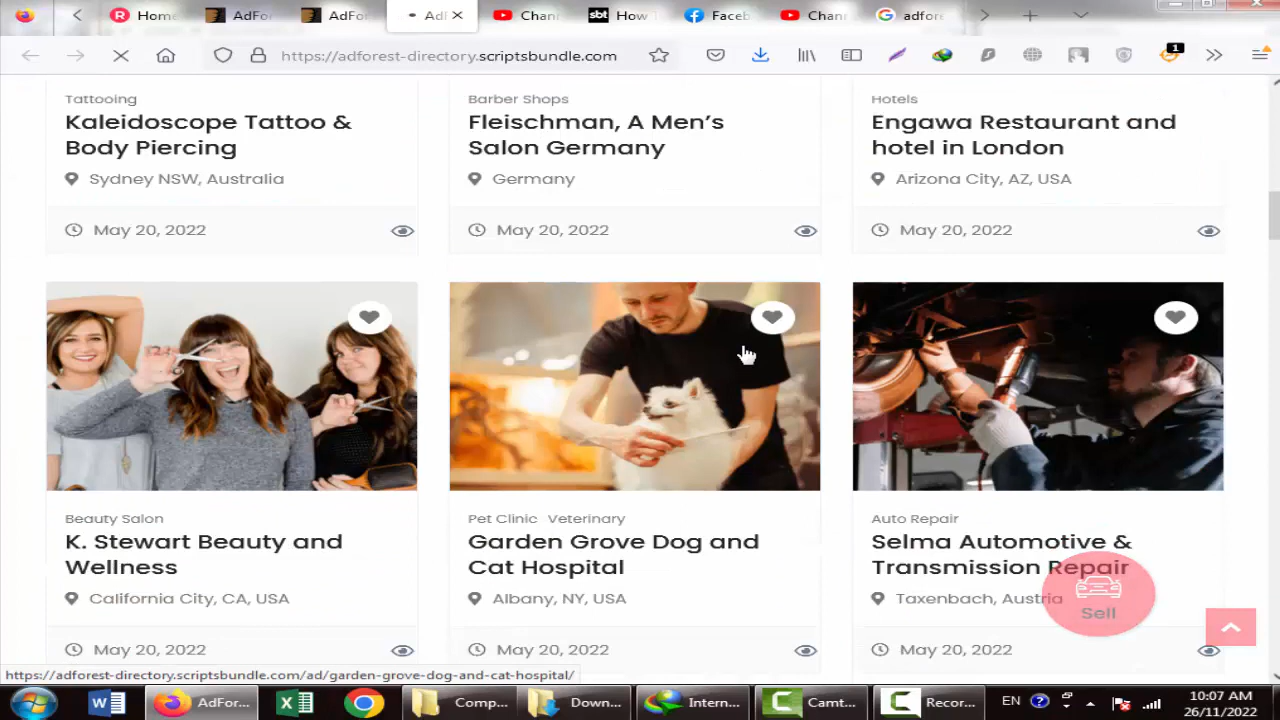 Home
AdFo
AdFo
Ad
Chan
sbt
How
Faceb
Chan
adfore
https://adforest-directory.scriptsbundle.com
1
Tattooing
Kaleidoscope Tattoo &
Body Piercing
Sydney NSW, Australia
May 20, 2022
Barber Shops
Fleischman, A Men's
Salon Germany
Germany
May 20, 2022
Hotels
Engawa Restaurant and
hotel in London
Arizona City, AZ, USA
May 20, 2022
Beauty Salon
K. Stewart Beauty and
Wellness
California City, CA, USA
May 20, 2022
Pet Clinic Veterinary
Garden Grove Dog and
Cat Hospital
Albany, NY, USA
May 20, 2022
Auto Repair
Selma Automotive &
Transmission Repair
Taxenbach, Austria
May 20, 2022
Sell
https://adforest-directory.scriptsbundle.com/ad/garden-grove-dog-and-cat-hospital/
AdFor...
Comp...
Down...
Intern...
Camt...
Recor...
EN
10:07 AM
26/11/2022